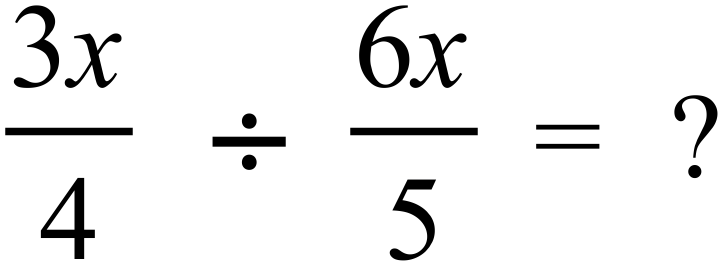 3x/4 ÷ 6x/5 = ?